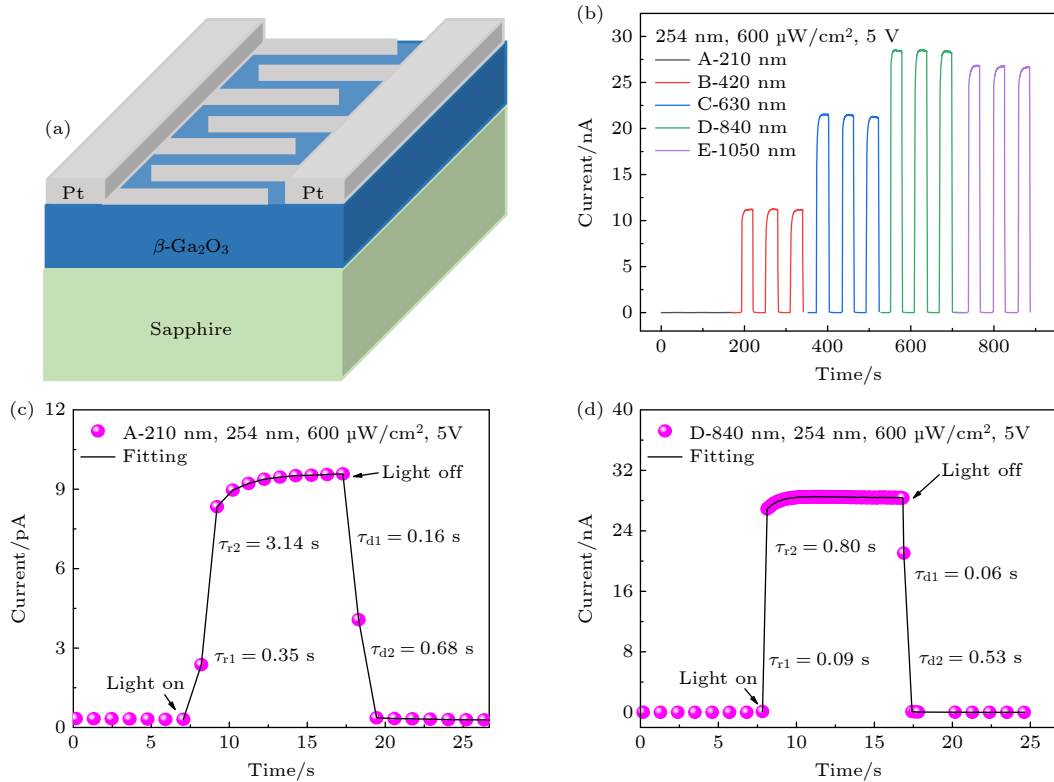 (a)
Pt
Pt
β-Ga₂O₃
Sapphire
(b)
254 nm, 600 μW/cm², 5 V
A-210 nm
B-420 nm
C-630 nm
D-840 nm
E-1050 nm
30
25
20
15
10
5
0
Current/nA
0 200 400 600 800
Time/s
(c)
A-210 nm, 254 nm, 600 μW/cm², 5V
Fitting
Light off
τr2 = 3.14 s
τd1 = 0.16 s
τr1 = 0.35 s
τd2 = 0.68 s
Light on
12
9
6
3
0
Current/pA
0 5 10 15 20 25
Time/s
(d)
D-840 nm, 254 nm, 600 μW/cm², 5V
Fitting
Light off
τr2 = 0.80 s
τd1 = 0.06 s
τr1 = 0.09 s
τd2 = 0.53 s
Light on
40
32
24
16
8
0
Current/nA
0 5 10 15 20 25
Time/s